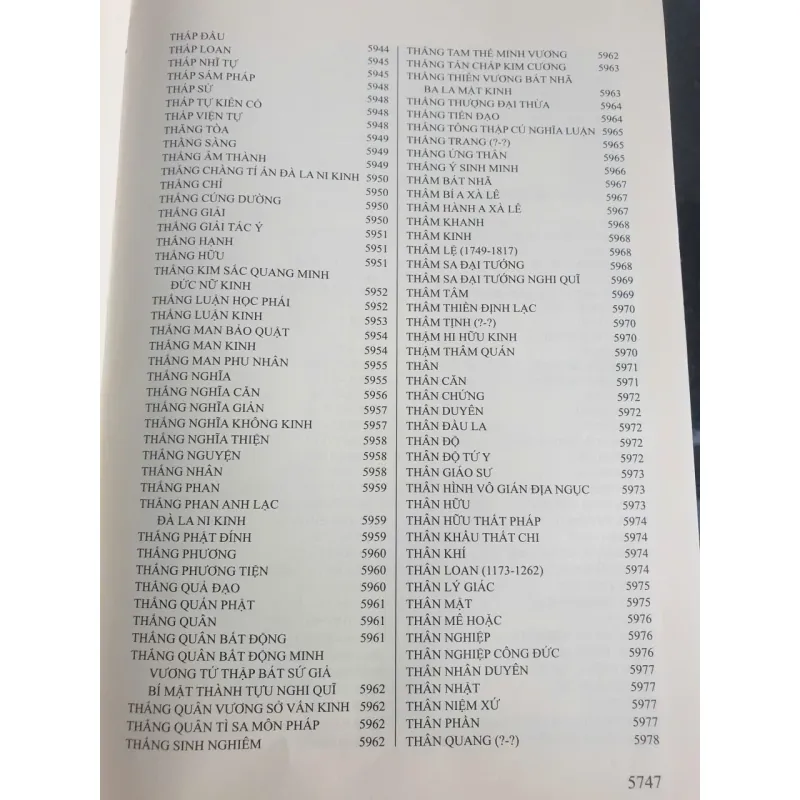 THÁP ĐẦU
THÁP LOAN 5944
THÁP NHĨ TỰ 5945
THÁP SÁM PHÁP 5945
THÁP SỬ 5948
THÁP TỰ KIÊN CỐ 5948
THÁP VIỆN TỰ 5948
THĂNG TÒA 5948
THẰNG SÀNG 5949
THẮNG ÂM THÀNH 5949
THẮNG CHÀNG TÍ ẤN ĐÀ LA NI KINH 5949
THẮNG CHÍ 5950
THẮNG CÚNG DƯỜNG 5950
THẮNG GIẢI 5950
THẮNG GIẢI TÁC Ý 5950
THẮNG HẠNH 5951
THẮNG HỮU 5951
THẮNG KIM SẮC QUANG MINH 5951
ĐỨC NỮ KINH
THẮNG LUẬN HỌC PHÁI 5952
THẮNG LUẬN KINH 5952
THẮNG MAN BẢO QUẬT 5953
THẮNG MAN KINH 5954
THẮNG MAN PHU NHÂN 5954
THẮNG NGHĨA 5955
THẮNG NGHĨA CĂN 5955
THẮNG NGHĨA GIẢN 5956
THẮNG NGHĨA KHÔNG KINH 5957
THẮNG NGHĨA THIỆN 5957
THẮNG NGUYỆN 5958
THẮNG NHÂN 5958
THẮNG PHAN 5959
THẮNG PHAN ANH LẠC
ĐÀ LA NI KINH 5959
THẮNG PHẬT ĐỈNH 5959
THẮNG PHƯƠNG 5960
THẮNG PHƯƠNG TIỆN 5960
THẮNG QUẢ ĐẠO 5960
THẮNG QUÁN PHẬT 5961
THẮNG QUÂN 5961
THẮNG QUÂN BẤT ĐỘNG 5961
THẮNG QUÂN BẤT ĐỘNG MINH
VƯƠNG TỨ THẬP BÁT SỨ GIẢ
BÍ MẬT THÀNH TỰU NGHI QUĨ 5962
THẮNG QUÂN VƯƠNG SỞ VẤN KINH 5962
THẮNG QUÂN TÌ SA MÔN PHÁP 5962
THẮNG SINH NGHIÊM 5962
THẮNG TAM THẾ MINH VƯƠNG 5962
THẮNG TÁN CHẤP KIM CƯƠNG 5963
THẮNG THIÊN VƯƠNG BÁT NHÃ
BA LA MẬT KINH 5963
THẮNG THƯỢNG ĐẠI THỪA 5964
THẮNG TIẾN ĐẠO 5964
THẮNG TÔNG THẬP CÚ NGHĨA LUẬN 5965
THẮNG TRANG (?-?) 5965
THẮNG ỨNG THÂN 5965
THẮNG Ý SINH MINH 5966
THÂM BÁT NHÃ 5967
THÂM BÍ A XÀ LÊ 5967
THÂM HÀNH A XÀ LÊ 5967
THÂM KHANH 5968
THÂM KINH 5968
THÂM LỆ (1749-1817) 5968
THÂM SA ĐẠI TƯỚNG 5968
THÂM SA ĐẠI TƯỚNG NGHI QUĨ 5969
THÂM TÂM 5969
THÂM THIỀN ĐỊNH LẠC 5970
THÂM TỊNH (?-?) 5970
THẬM HI HỮU KINH 5970
THẬM THÂM QUÁN 5970
THÂN 5971
THÂN CĂN 5971
THÂN CHỨNG 5972
THÂN DUYÊN 5972
THÂN ĐẦU LA 5972
THÂN ĐỘ 5972
THÂN ĐỘ TỨ Y 5972
THÂN GIÁO SƯ 5973
THÂN HÌNH VÔ GIÁN ĐỊA NGỤC 5973
THÂN HỮU 5973
THÂN HỮU THẤT PHÁP 5974
THÂN KHẨU THẤT CHI 5974
THÂN KHÍ 5974
THÂN LOAN (1173-1262) 5974
THÂN LÝ GIÁC 5975
THÂN MẬT 5975
THÂN MÊ HOẶC 5976
THÂN NGHIỆP 5976
THÂN NGHIỆP CÔNG ĐỨC 5976
THÂN NHÂN DUYÊN 5977
THÂN NHẬT 5977
THÂN NIỆM XỨ 5977
THÂN PHẦN 5977
THÂN QUANG (?-?) 5978
5747